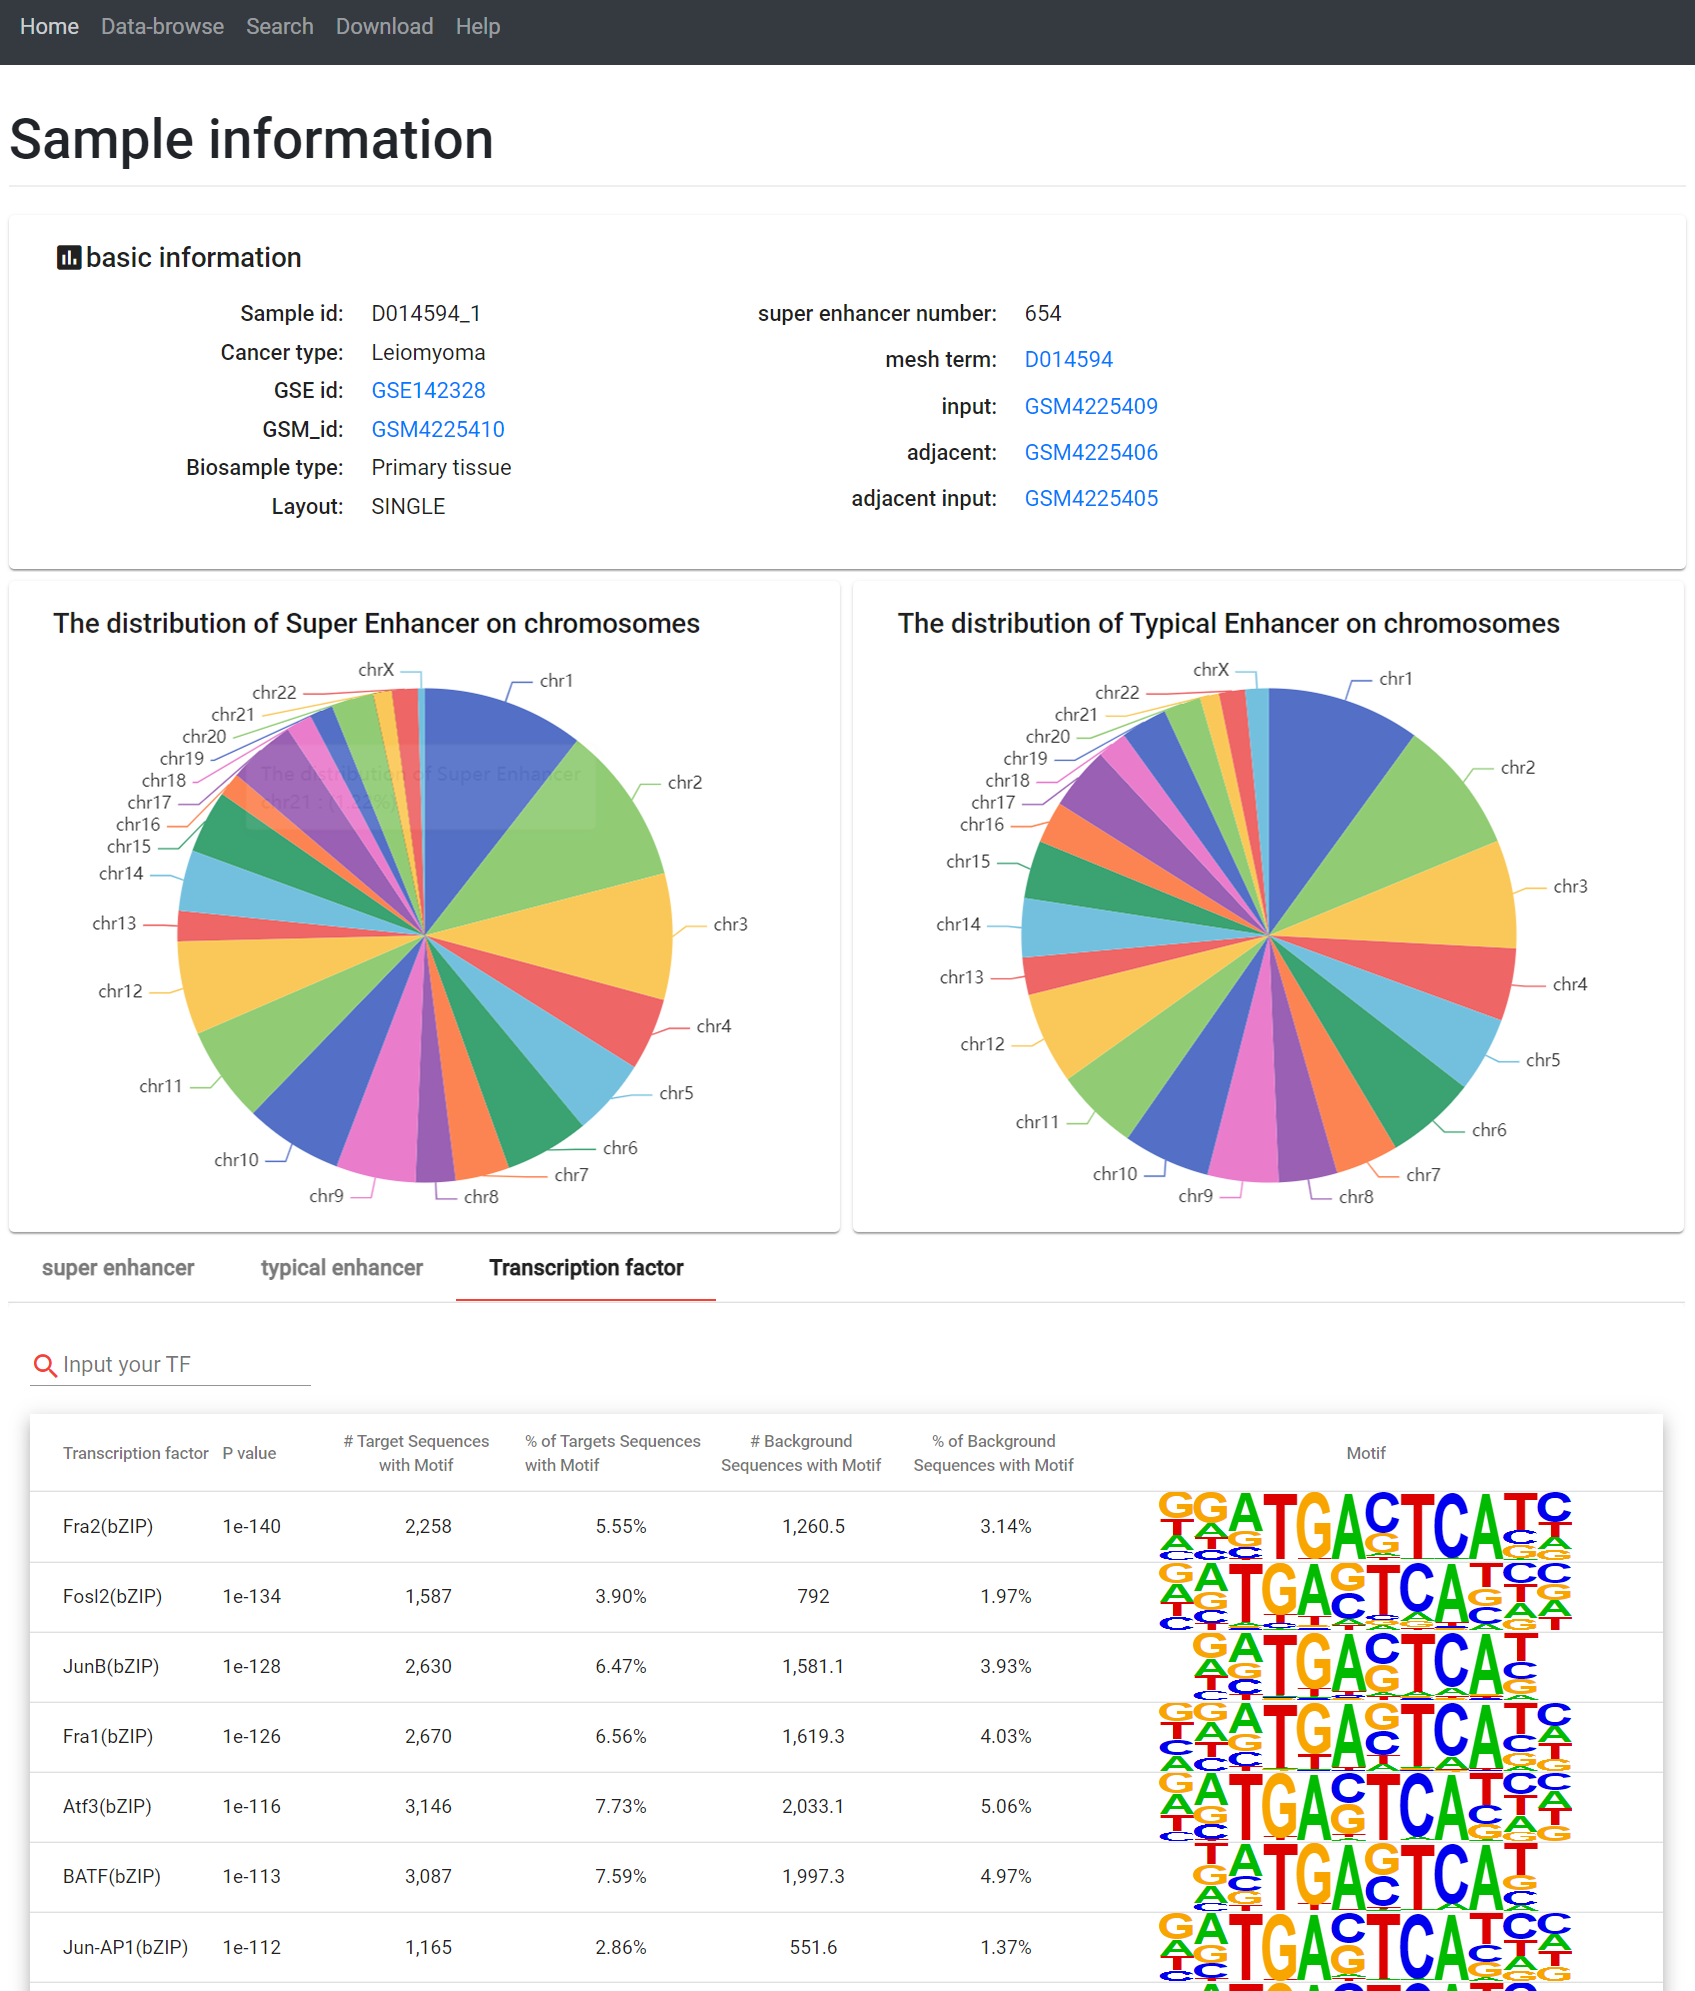 Home Data-browse Search Download Help
Sample information
basic information
Sample id: D014594_1
Cancer type: Leiomyoma
GSE id: GSE142328
GSM_id: GSM4225410
Biosample type: Primary tissue
Layout: SINGLE
super enhancer number: 654
mesh term: D014594
input: GSM4225409
adjacent: GSM4225406
adjacent input: GSM4225405
The distribution of Super Enhancer on chromosomes
chrX
chr1
chr22
chr21
chr20
chr19
chr18
chr17
chr16
chr15
chr14
chr13
chr12
chr11
chr10
chr9
chr8
chr7
chr6
chr5
chr4
chr3
chr2
The distribution of Super Enhancer
chr21 : (1.22%)
The distribution of Typical Enhancer on chromosomes
chrX
chr1
chr22
chr21
chr20
chr19
chr18
chr17
chr16
chr15
chr14
chr13
chr12
chr11
chr10
chr9
chr8
chr7
chr6
chr5
chr4
chr3
chr2
super enhancer typical enhancer Transcription factor
Input your TF
Transcription factor P value # Target Sequences with Motif % of Targets Sequences with Motif # Background Sequences with Motif % of Background Sequences with Motif Motif
Fra2(bZIP) 1e-140 2,258 5.55% 1,260.5 3.14%
Fosl2(bZIP) 1e-134 1,587 3.90% 792 1.97%
JunB(bZIP) 1e-128 2,630 6.47% 1,581.1 3.93%
Fra1(bZIP) 1e-126 2,670 6.56% 1,619.3 4.03%
Atf3(bZIP) 1e-116 3,146 7.73% 2,033.1 5.06%
BATF(bZIP) 1e-113 3,087 7.59% 1,997.3 4.97%
Jun-AP1(bZIP) 1e-112 1,165 2.86% 551.6 1.37%